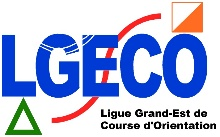 LGECO
Ligue Grand-Est de
Course d'Orientation